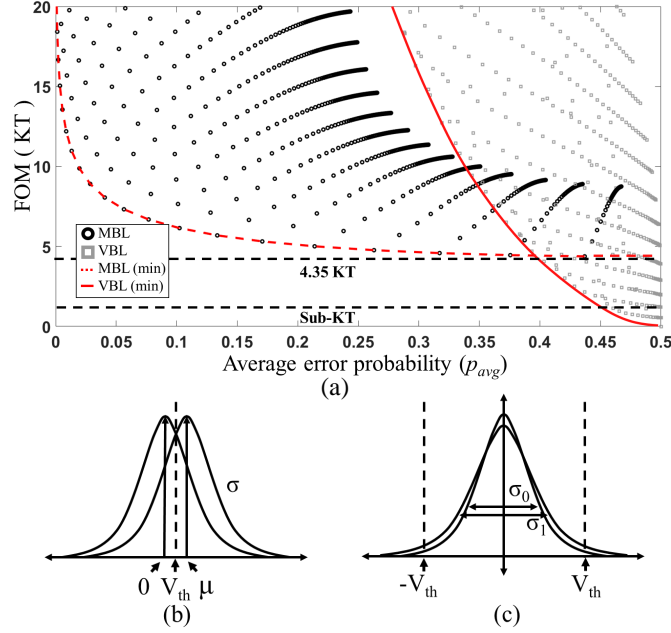 20
15
10
5
0
FOM ( KT )
MBL
VBL
MBL (min)
VBL (min)
4.35 KT
Sub-KT
0 0.05 0.1 0.15 0.2 0.25 0.3 0.35 0.4 0.45 0.5
Average error probability (p_avg)
(a)
σ
0 V_th μ
(b)
σ_0
σ_1
-V_th V_th
(c)